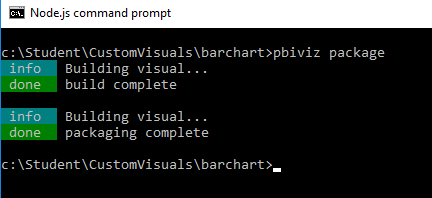 Node.js command prompt
c:\Student\CustomVisuals\barchart>pbiviz package
info Building visual...
done build complete
info Building visual...
done packaging complete
c:\Student\CustomVisuals\barchart>